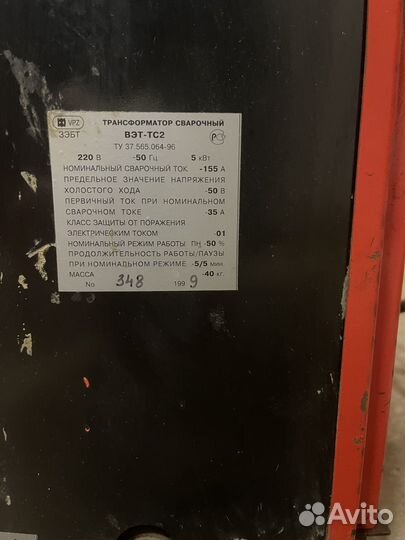 VPZ ТРАНСФОРМАТОР СВАРОЧНЫЙ
ЗЭБТ ВЭТ-ТС2
ТУ 37.565.064-96
220 В -50 Гц 5 кВт
НОМИНАЛЬНЫЙ СВАРОЧНЫЙ ТОК -155 А
ПРЕДЕЛЬНОЕ ЗНАЧЕНИЕ НАПРЯЖЕНИЯ
ХОЛОСТОГО ХОДА -50 В
ПЕРВИЧНЫЙ ТОК ПРИ НОМИНАЛЬНОМ
СВАРОЧНОМ ТОКЕ -35 А
КЛАСС ЗАЩИТЫ ОТ ПОРАЖЕНИЯ
ЭЛЕКТРИЧЕСКИМ ТОКОМ -01
НОМИНАЛЬНЫЙ РЕЖИМ РАБОТЫ ПН -50 %
ПРОДОЛЖИТЕЛЬНОСТЬ РАБОТЫ/ПАУЗЫ
ПРИ НОМИНАЛЬНОМ РЕЖИМЕ -5/5 мин.
МАССА -40 кг.
No 348 199 9
Avito